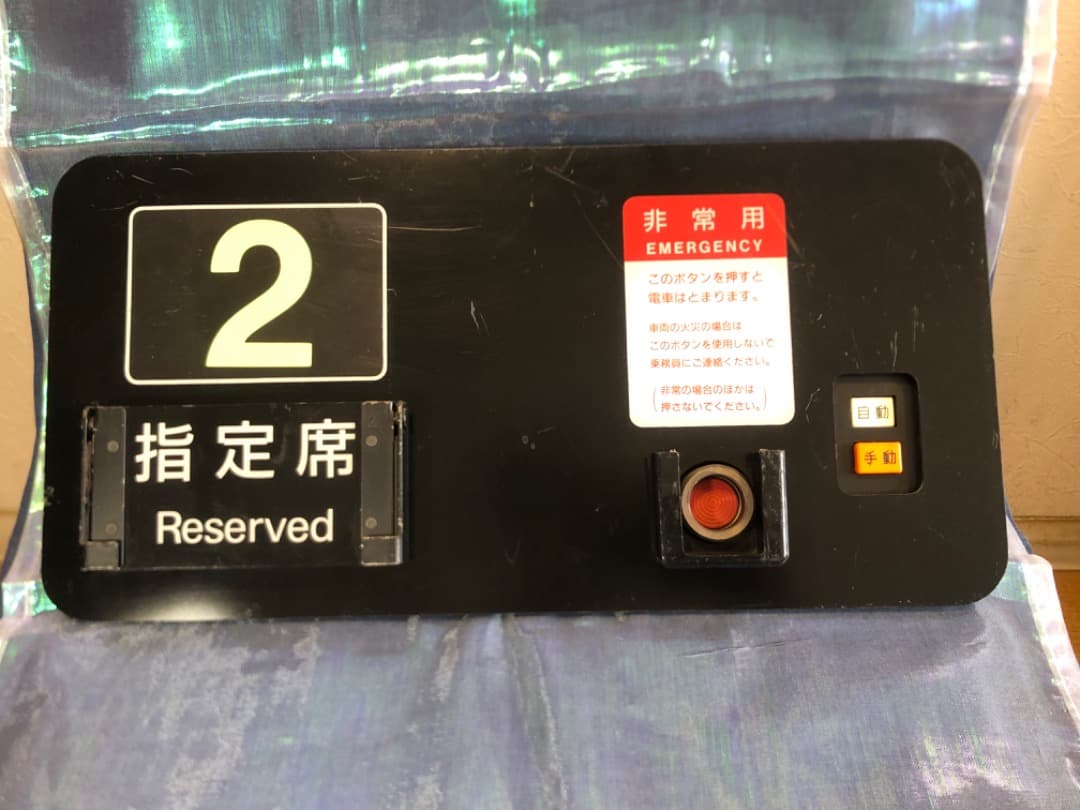 2
指定席
Reserved
非常用
EMERGENCY
このボタンを押すと
電車はとまります。
車両の火災の場合は
このボタンを使用しないで
乗務員にご連絡ください。
(非常の場合のほかは
押さないでください。)
自動
手動